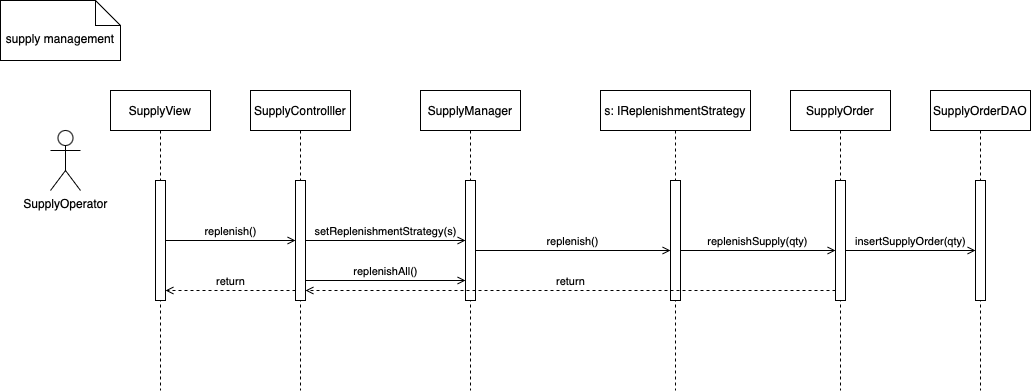 supply management
SupplyView
SupplyControlller
SupplyManager
s: IReplenishmentStrategy
SupplyOrder
SupplyOrderDAO
SupplyOperator
replenish()
setReplenishmentStrategy(s)
replenish()
replenishSupply(qty)
insertSupplyOrder(qty)
replenishAll()
return
return